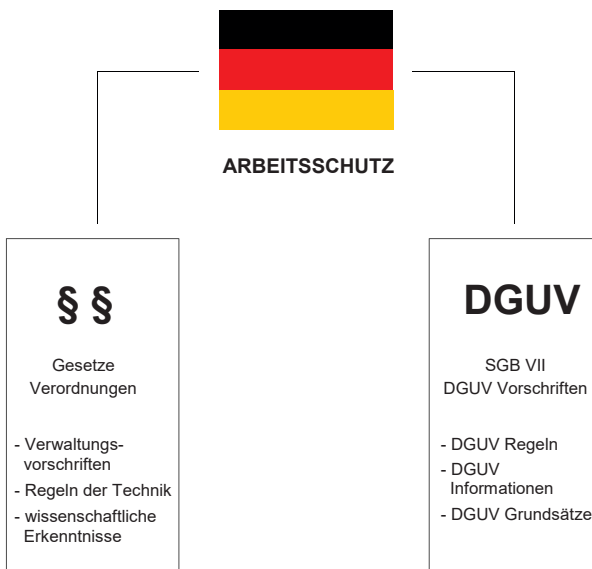 ARBEITSSCHUTZ
§ §
Gesetze
Verordnungen
- Verwaltungs-
vorschriften
- Regeln der Technik
- wissenschaftliche
Erkenntnisse
DGUV
SGB VII
DGUV Vorschriften
- DGUV Regeln
- DGUV
Informationen
- DGUV Grundsätze